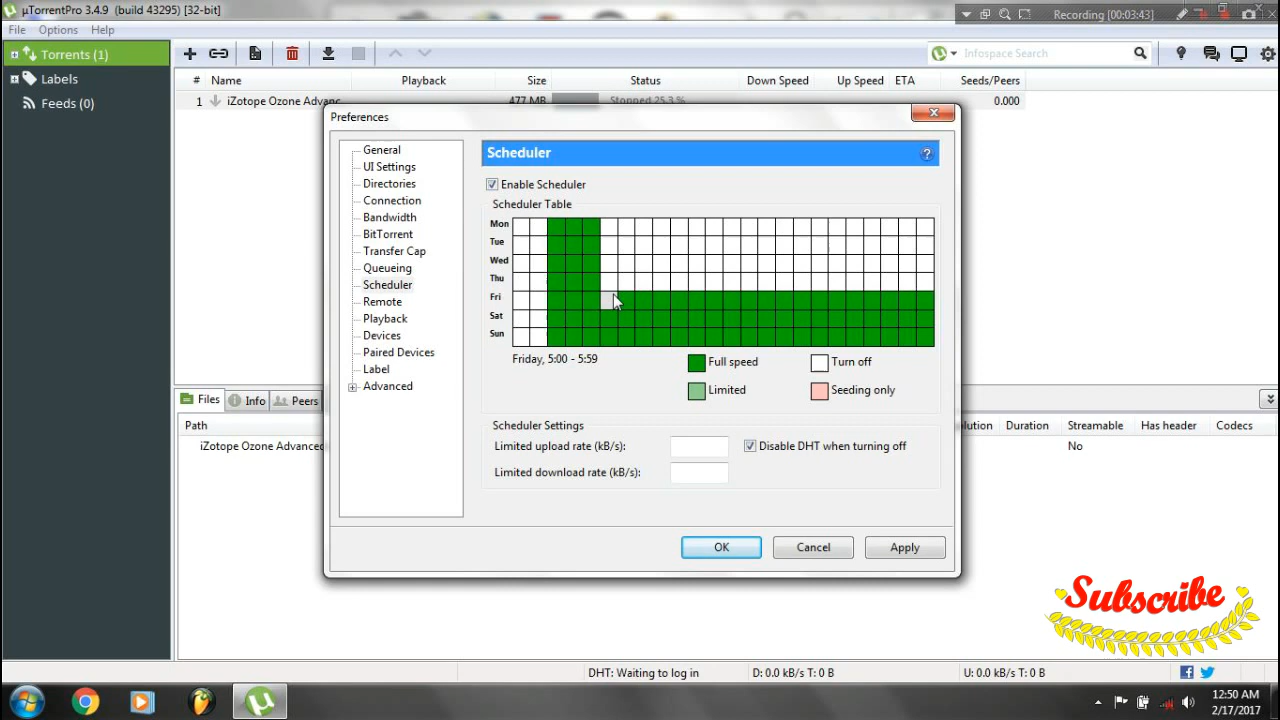 µTorrentPro 3.4.9 (build 43295) [32-bit]
Recording [00:03:43]
File Options Help
Torrents (1)
Labels
Feeds (0)
Infospace Search
# Name Playback Size Status Down Speed Up Speed ETA Seeds/Peers
1 iZotope Ozone Advanc 477 MB Stopped 25.3 % 0.000
Preferences
General
UI Settings
Directories
Connection
Bandwidth
BitTorrent
Transfer Cap
Queueing
Scheduler
Remote
Playback
Devices
Paired Devices
Label
Advanced
Scheduler
?
Enable Scheduler
Scheduler Table
Mon
Tue
Wed
Thu
Fri
Sat
Sun
Friday, 5:00 - 5:59
Full speed
Turn off
Limited
Seeding only
Scheduler Settings
Limited upload rate (kB/s):
Disable DHT when turning off
Limited download rate (kB/s):
OK Cancel Apply
Files Info Peers
Path olution Duration Streamable Has header Codecs
iZotope Ozone Advanced No
Subscribe
DHT: Waiting to log in D: 0.0 kB/s T: 0 B U: 0.0 kB/s T: 0 B
12:50 AM
2/17/2017